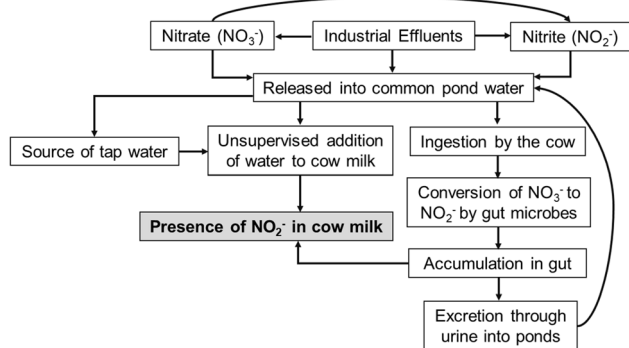 Nitrate (NO₃⁻)
Industrial Effluents
Nitrite (NO₂⁻)
Released into common pond water
Source of tap water
Unsupervised addition
of water to cow milk
Ingestion by the cow
Conversion of NO₃⁻ to
NO₂⁻ by gut microbes
Presence of NO₂⁻ in cow milk
Accumulation in gut
Excretion through
urine into ponds